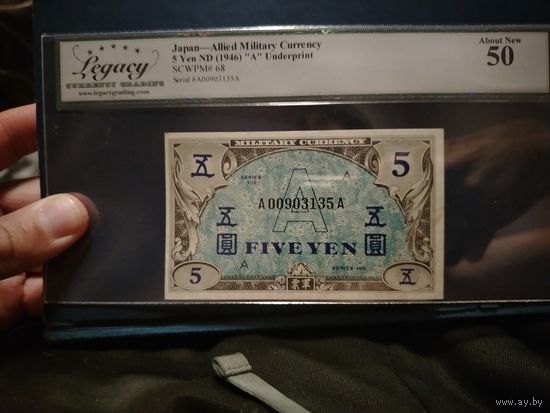 Legacy
CURRENCY GRADING
www.legacygrading.com
Japan—Allied Military Currency
5 Yen ND (1946) "A" Underprint
SCWPM# 68
Serial #A00903135A
About New
50
MILITARY CURRENCY
五 5
SERIES 100
A
A
A00903135A
五 五
圓 圓
FIVE YEN
A
SERIES 100
5 五
www.ay.by